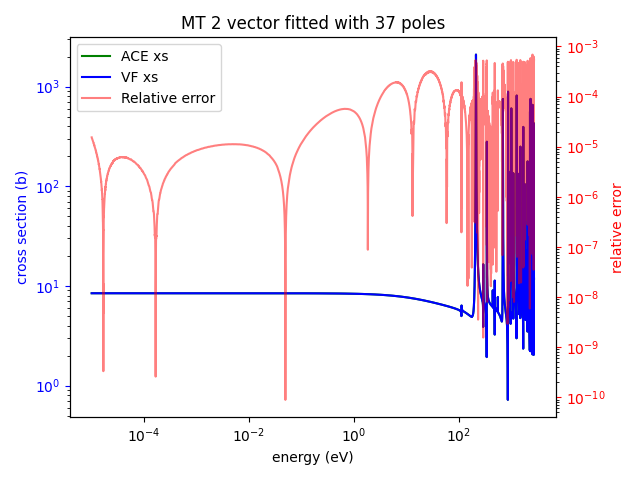 MT 2 vector fitted with 37 poles
ACE xs
VF xs
Relative error
cross section (b)
10³
10²
10¹
10⁰
10⁻³
10⁻⁴
10⁻⁵
10⁻⁶
10⁻⁷
10⁻⁸
10⁻⁹
10⁻¹⁰
relative error
10⁻⁴
10⁻²
10⁰
10²
energy (eV)